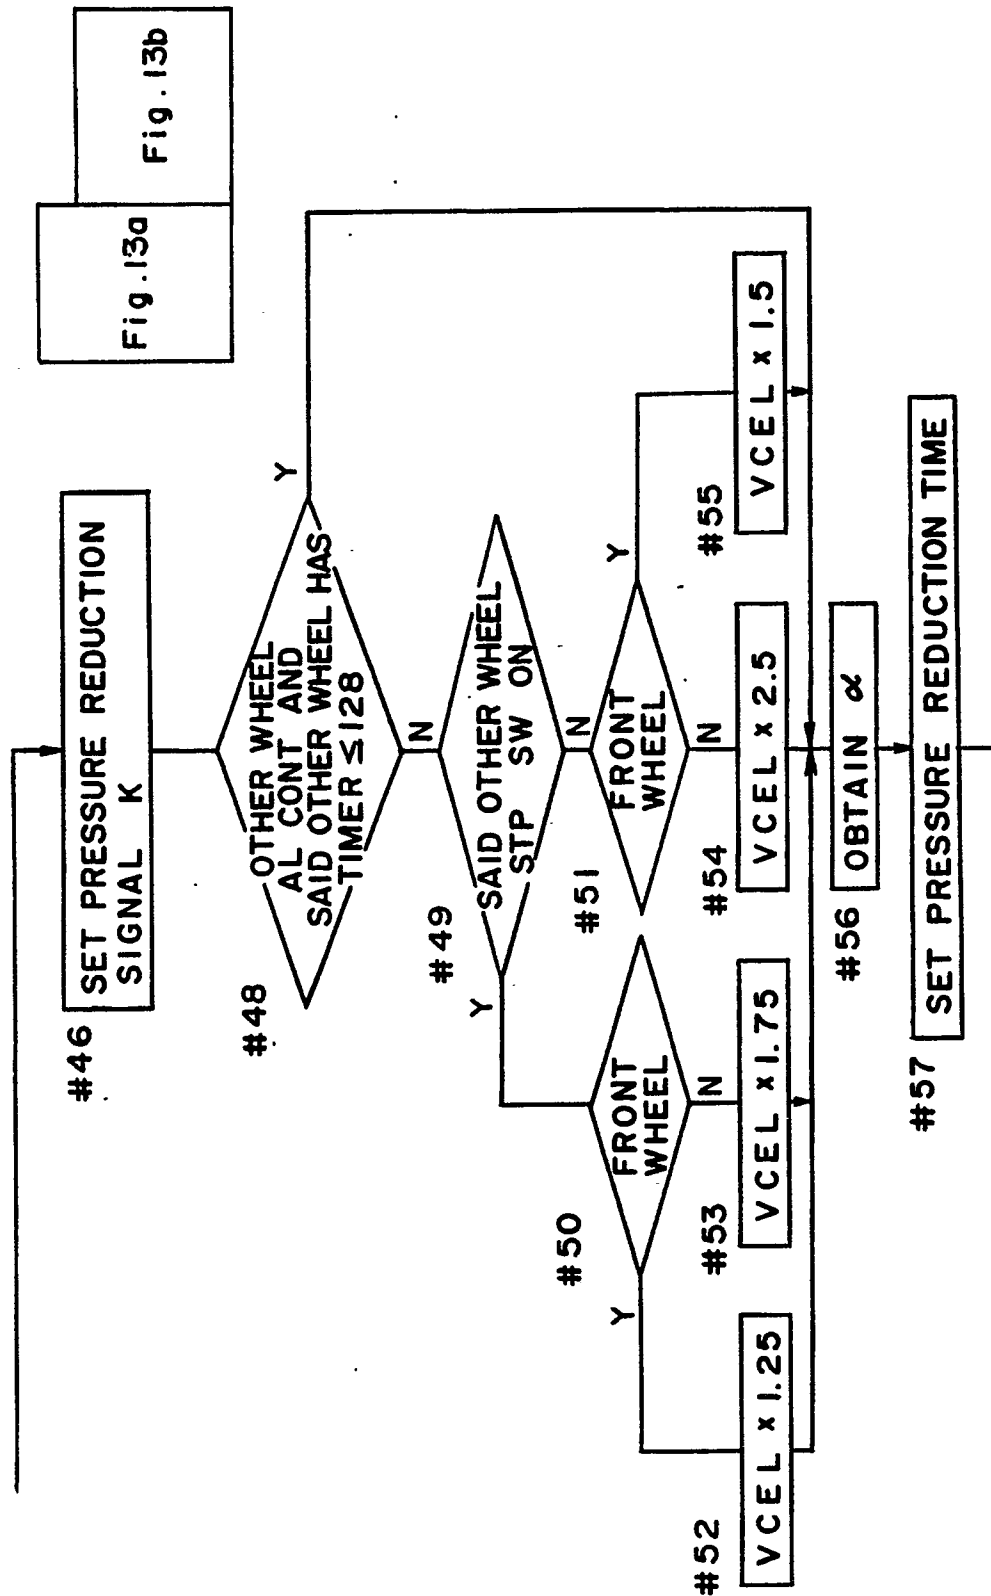 Fig.13a
Fig.13b
#46
SET PRESSURE REDUCTION
SIGNAL K
#48
OTHER WHEEL
AL CONT AND
SAID OTHER WHEEL HAS
TIMER ≤ 128
Y
N
#49
SAID OTHER WHEEL
STP SW ON
Y
N
#50
FRONT
WHEEL
Y
N
#51
FRONT
WHEEL
Y
N
#52
VCEL x 1.25
#53
VCEL x 1.75
#54
VCEL x 2.5
#55
VCEL x 1.5
#56
OBTAIN α
#57
SET PRESSURE REDUCTION TIME